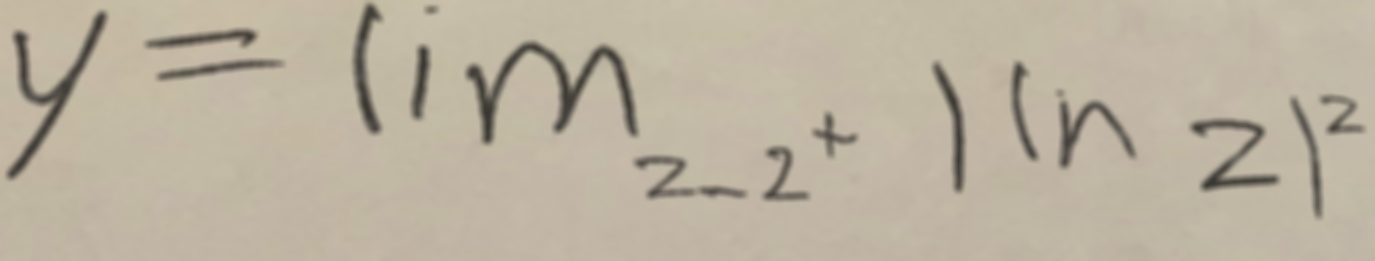 y = lim_{z-2^+} |ln z|^2